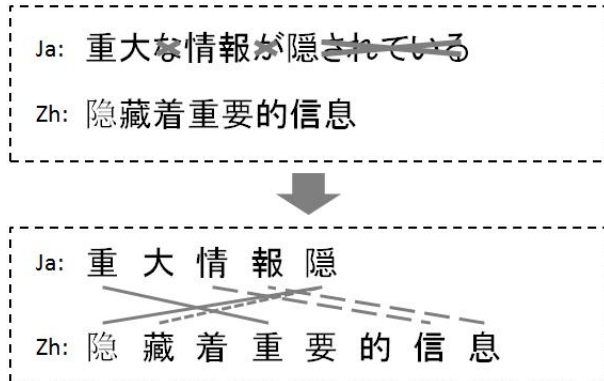 Ja: 重大な情報が隠されている
Zh: 隐藏着重要的信息
Ja: 重 大 情 報 隠
Zh: 隐 藏 着 重 要 的 信 息